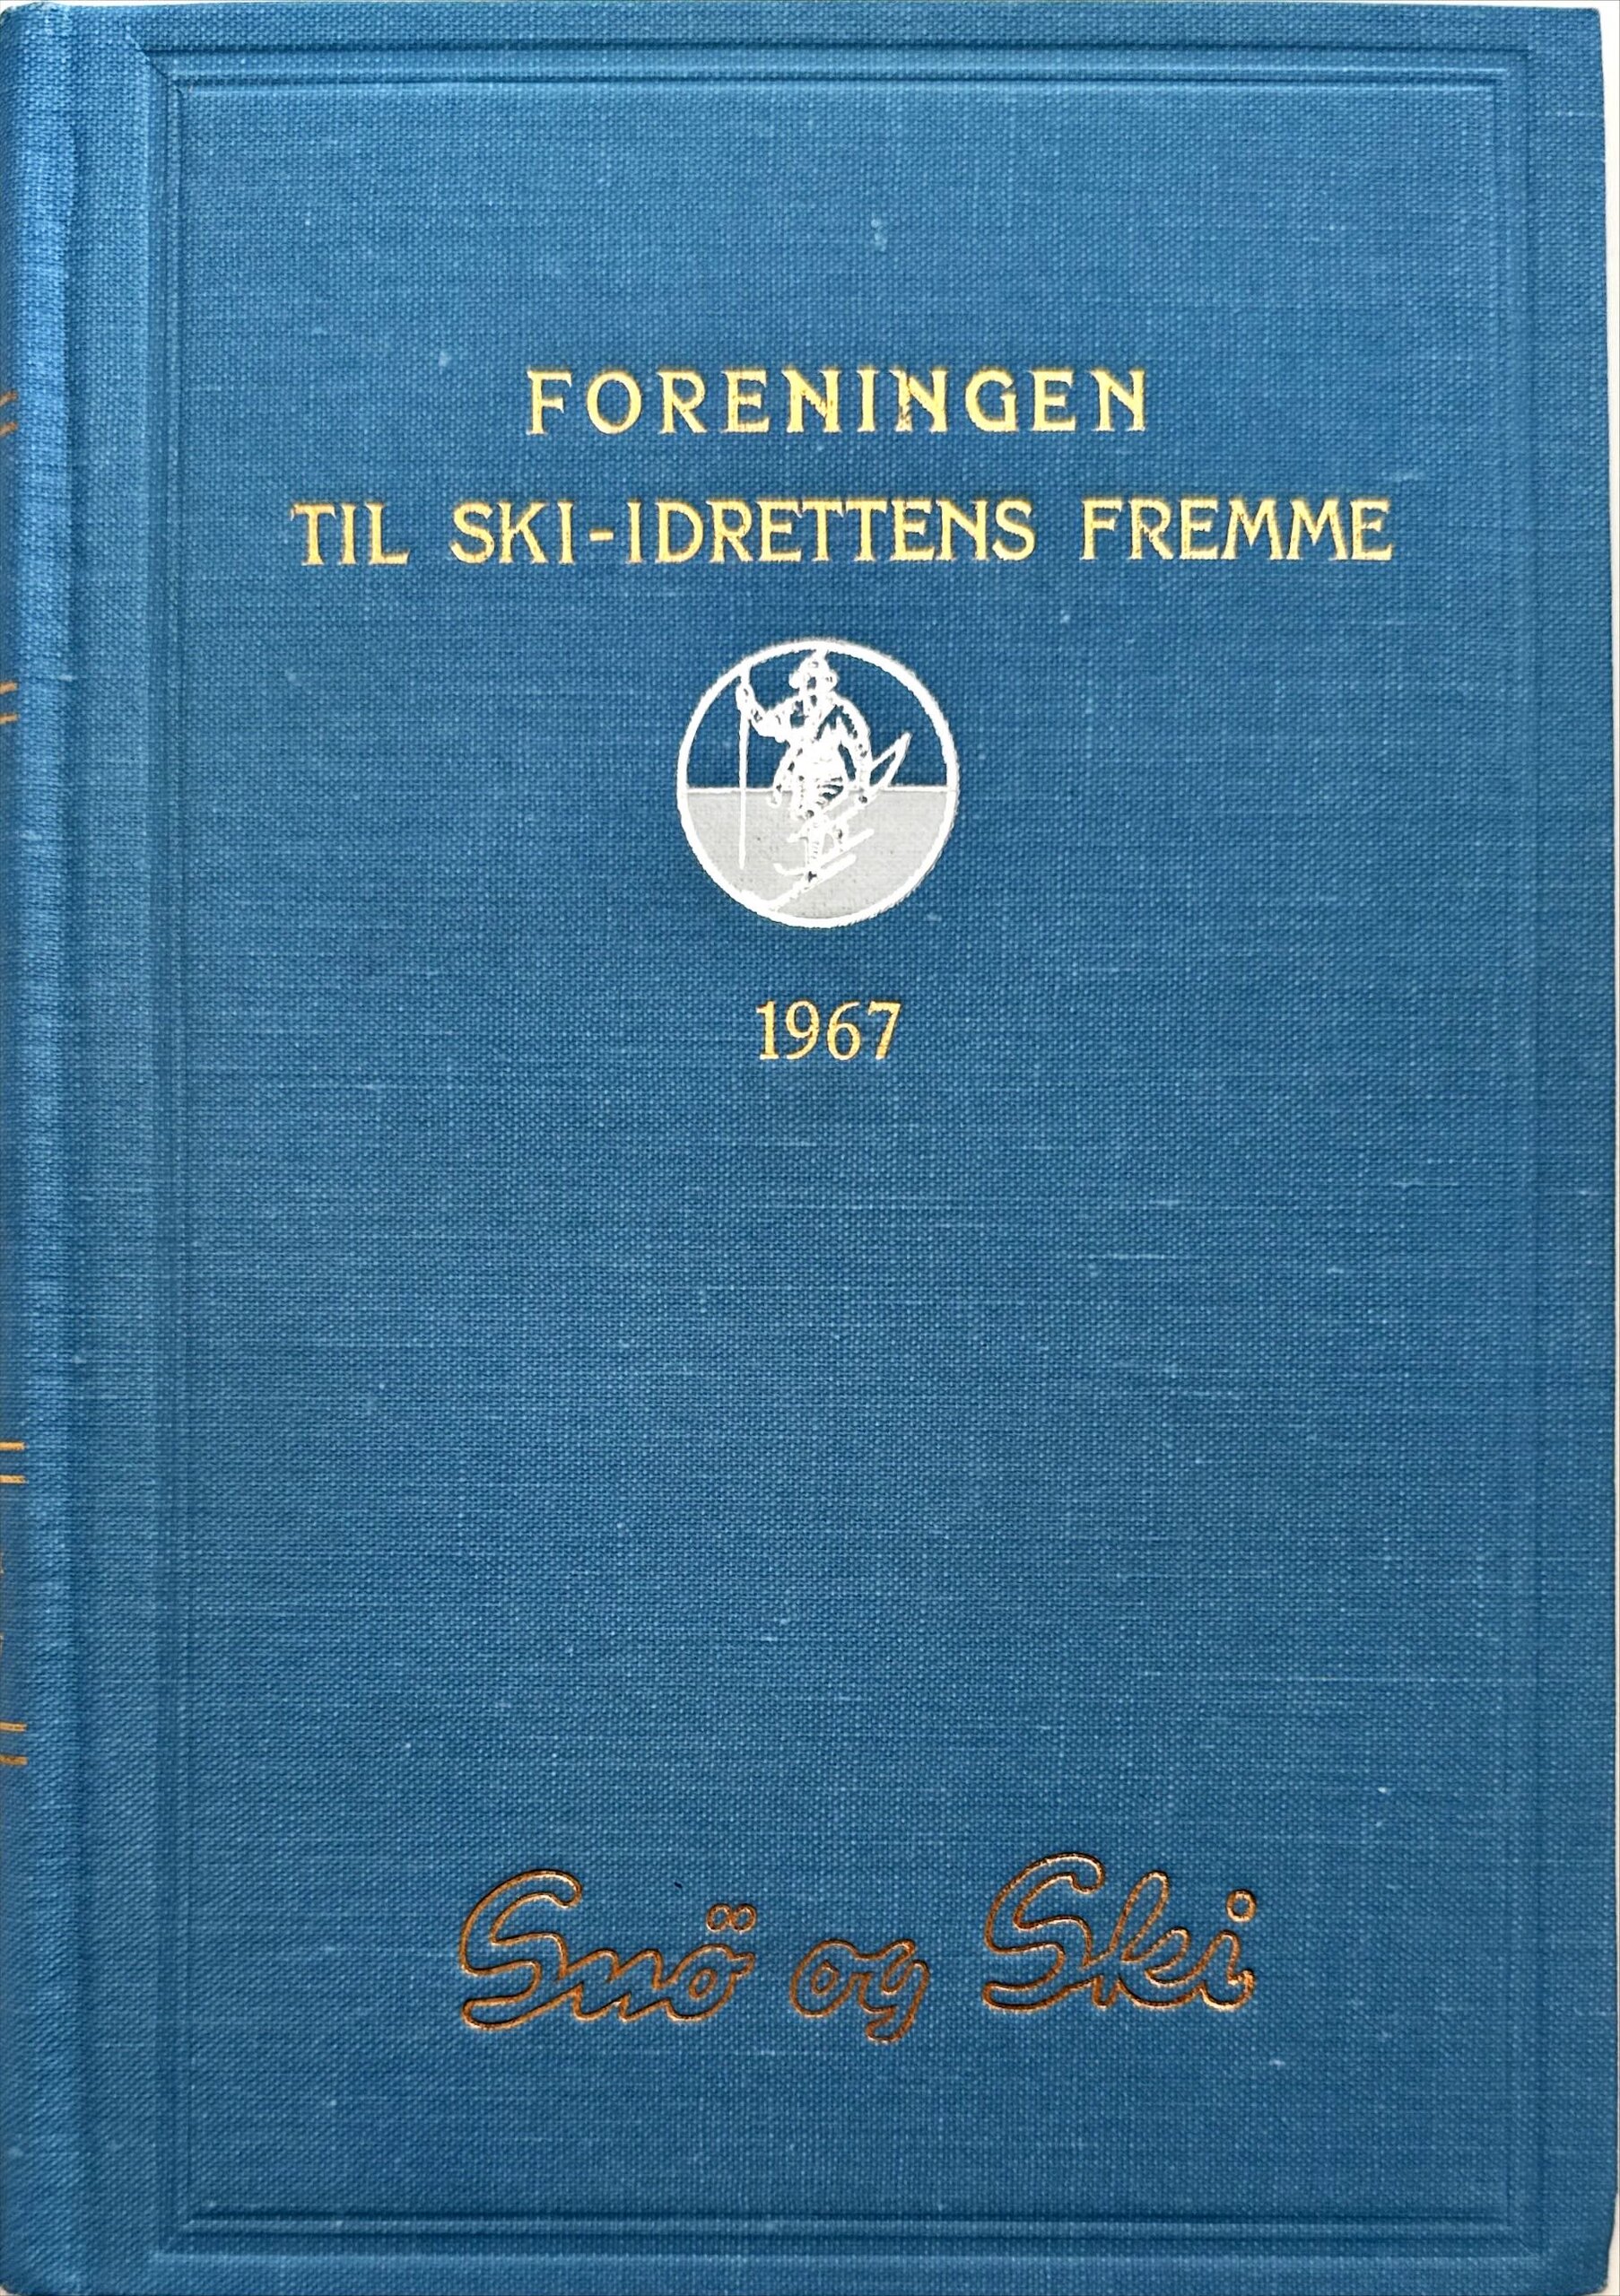 FORENINGEN
TIL SKI-IDRETTENS FREMME
1967
Snö og Ski